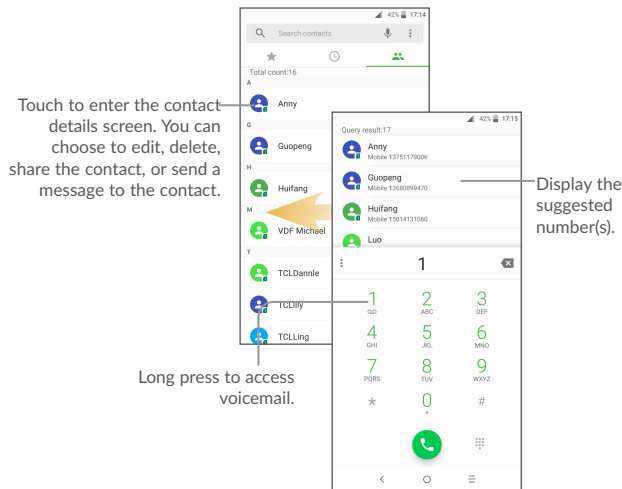 42% 17:14
Search contacts
Total count:16
A
Anny
G
Guopeng
H
Huifang
M
VDF Michael
T
TCLDannle
TCLlily
TCLLing
Touch to enter the contact
details screen. You can
choose to edit, delete,
share the contact, or send a
message to the contact.
42% 17:15
Query result:17
Anny
Mobile 13751179006
Guopeng
Mobile 13680899470
Huifang
Mobile 15014131060
Luo
Display the
suggested
number(s).
1
1
2
ABC
3
DEF
4
GHI
5
JKL
6
MNO
7
PQRS
8
TUV
9
WXYZ
*
0
+
#
Long press to access
voicemail.